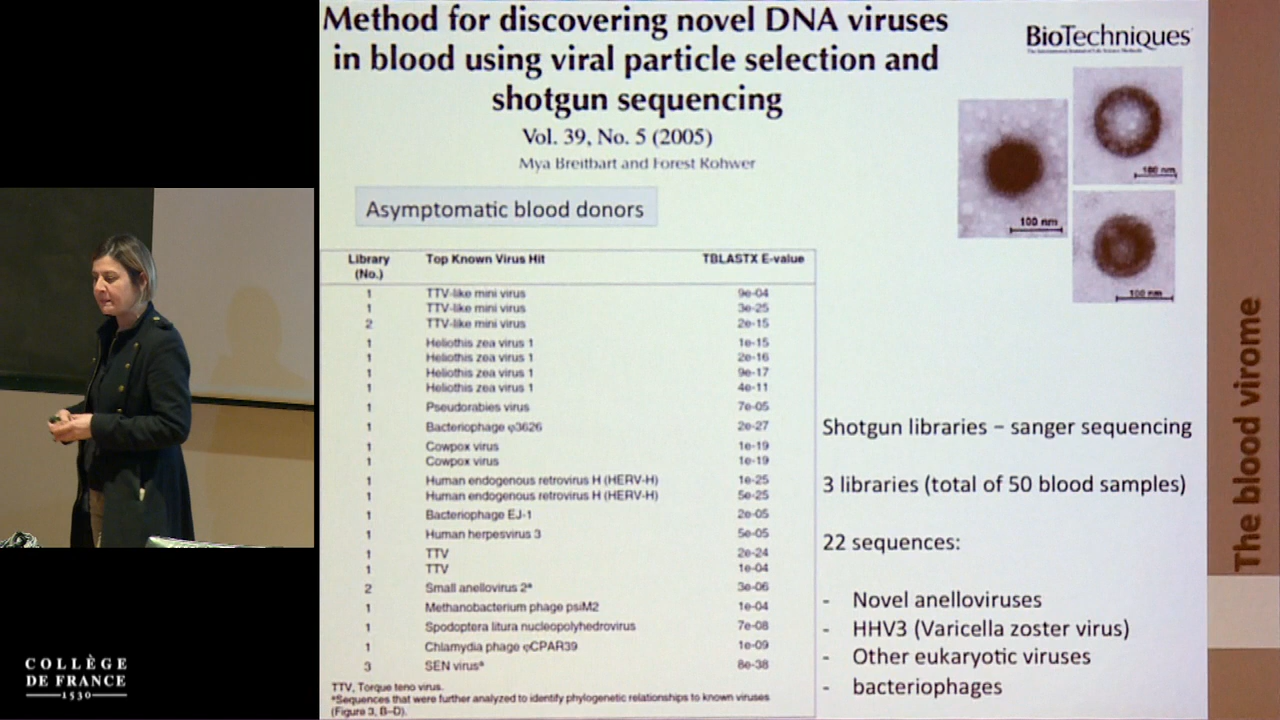 Method for discovering novel DNA viruses
in blood using viral particle selection and
shotgun sequencing
Vol. 39, No. 5 (2005)
Mya Breitbart and Forest Rohwer
BioTechniques
100 nm
100 nm
100 nm
Asymptomatic blood donors
Library (No.) Top Known Virus Hit TBLASTX E-value
1 TTV-like mini virus 9e-04
1 TTV-like mini virus 3e-25
2 TTV-like mini virus 2e-15
1 Heliothis zea virus 1 1e-15
1 Heliothis zea virus 1 2e-16
1 Heliothis zea virus 1 9e-17
1 Heliothis zea virus 1 4e-11
1 Pseudorabies virus 7e-05
1 Bacteriophage φ3626 2e-27
1 Cowpox virus 1e-19
1 Cowpox virus 1e-19
1 Human endogenous retrovirus H (HERV-H) 1e-25
1 Human endogenous retrovirus H (HERV-H) 5e-25
1 Bacteriophage EJ-1 2e-05
1 Human herpesvirus 3 5e-05
1 TTV 2e-24
1 TTV 1e-04
2 Small anellovirus 2ª 3e-06
1 Methanobacterium phage psiM2 1e-04
1 Spodoptera litura nucleopolyhedrovirus 7e-08
1 Chlamydia phage φCPAR39 1e-09
3 SEN virusª 8e-38
TTV, Torque teno virus.
ªSequences that were further analyzed to identify phylogenetic relationships to known viruses
(Figure 3, B–D).
Shotgun libraries – sanger sequencing
3 libraries (total of 50 blood samples)
22 sequences:
- Novel anelloviruses
- HHV3 (Varicella zoster virus)
- Other eukaryotic viruses
- bacteriophages
The blood virome
COLLÈGE
DE FRANCE
1530